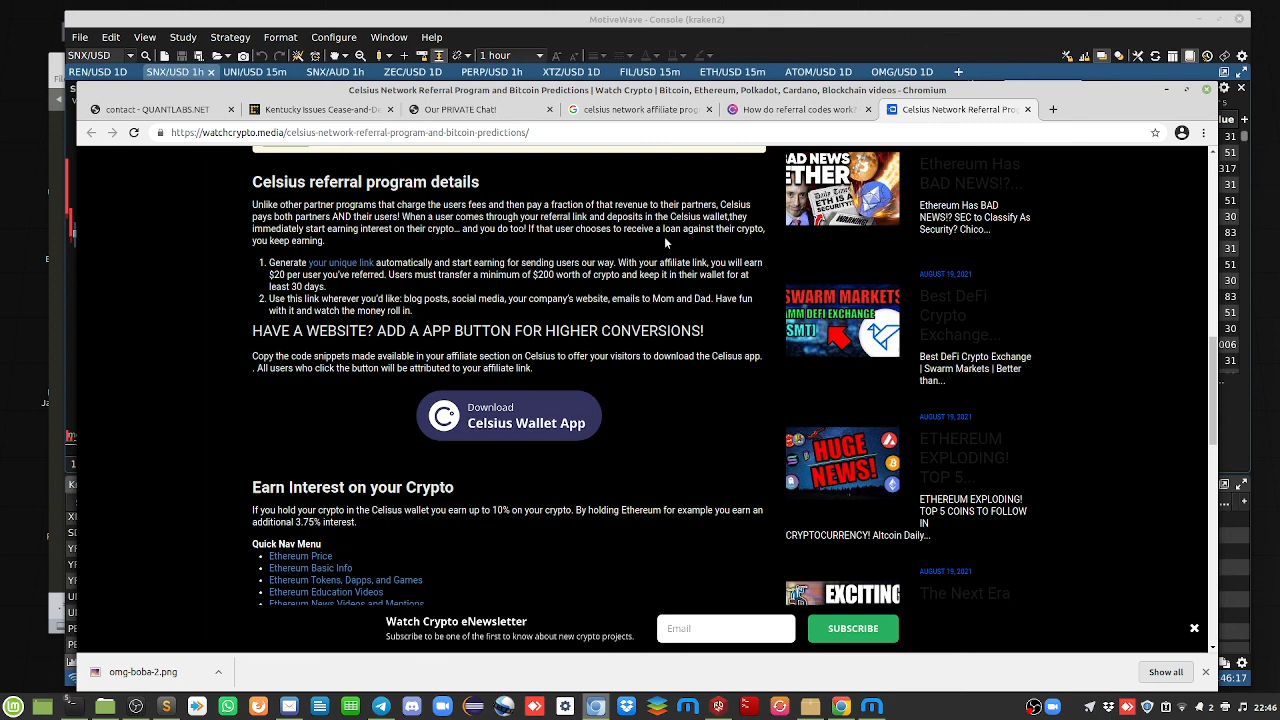 MotiveWave - Console (kraken2)
File Edit View Study Strategy Format Configure Window Help
SNX/USD
1 hour
REN/USD 1D SNX/USD 1h UNI/USD 15m SNX/AUD 1h ZEC/USD 1D PERP/USD 1h XTZ/USD 1D FIL/USD 15m ETH/USD 15m ATOM/USD 1D OMG/USD 1D
Celsius Network Referral Program and Bitcoin Predictions | Watch Crypto | Bitcoin, Ethereum, Polkadot, Cardano, Blockchain videos - Chromium
contact - QUANTLABS.NET
Kentucky Issues Cease-and-De
Our PRIVATE Chat!
celsius network affiliate prog
How do referral codes work?
Celsius Network Referral Pro
https://watchcrypto.media/celsius-network-referral-program-and-bitcoin-predictions/
Celsius referral program details
Unlike other partner programs that charge the users fees and then pay a fraction of that revenue to their partners, Celsius
pays both partners AND their users! When a user comes through your referral link and deposits in the Celsius wallet,they
immediately start earning interest on their crypto... and you do too! If that user chooses to receive a loan against their crypto,
you keep earning.
1. Generate your unique link automatically and start earning for sending users our way. With your affiliate link, you will earn
$20 per user you've referred. Users must transfer a minimum of $200 worth of crypto and keep it in their wallet for at
least 30 days.
2. Use this link wherever you'd like: blog posts, social media, your company's website, emails to Mom and Dad. Have fun
with it and watch the money roll in.
HAVE A WEBSITE? ADD A APP BUTTON FOR HIGHER CONVERSIONS!
Copy the code snippets made available in your affiliate section on Celsius to offer your visitors to download the Celsius app.
. All users who click the button will be attributed to your affiliate link.
Download
Celsius Wallet App
Earn Interest on your Crypto
If you hold your crypto in the Celisus wallet you earn up to 10% on your crypto. By holding Ethereum for example you earn an
additional 3.75% interest.
Quick Nav Menu
Ethereum Price
Ethereum Basic Info
Ethereum Tokens, Dapps, and Games
Ethereum Education Videos
Ethereum News Videos and Mentions
BAD NEWS
ETHER
ETH IS A
SECURITY?
WARNING!
Ethereum Has
BAD NEWS!?...
Ethereum Has BAD
NEWS!? SEC to Classify As
Security? Chico...
AUGUST 19, 2021
SWARM MARKETS
AMM DEFI EXCHANGE
[SMT]
Best DeFi
Crypto
Exchange...
Best DeFi Crypto Exchange
| Swarm Markets | Better
than...
AUGUST 19, 2021
HUGE
NEWS!
ETHEREUM
EXPLODING!
TOP 5...
ETHEREUM EXPLODING!
TOP 5 COINS TO FOLLOW
IN
CRYPTOCURRENCY! Altcoin Daily...
AUGUST 19, 2021
EXCITING
The Next Era
Watch Crypto eNewsletter
Subscribe to be one of the first to know about new crypto projects.
Email
SUBSCRIBE
omg-boba-2.png
Show all
46:17
2
22:46